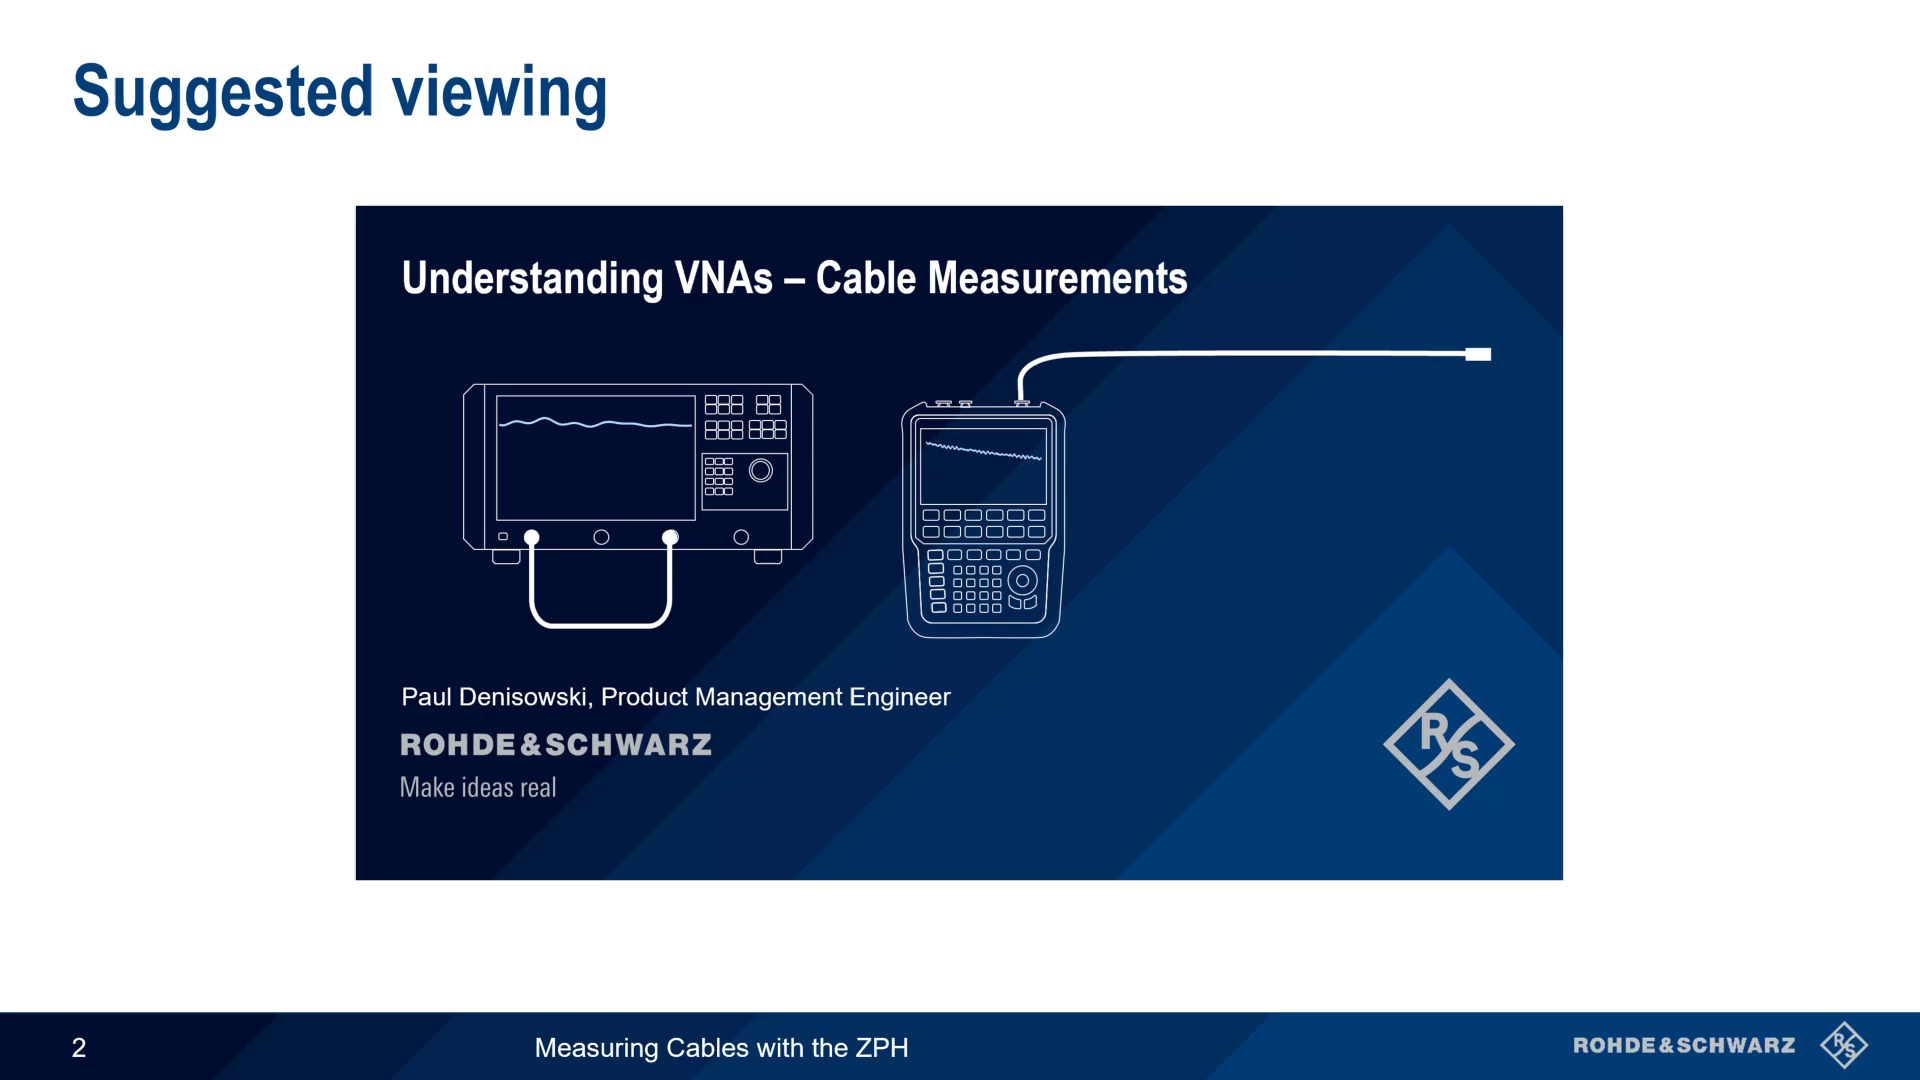 Suggested viewing
Understanding VNAs – Cable Measurements
Paul Denisowski, Product Management Engineer
ROHDE&SCHWARZ
Make ideas real
R S
2
Measuring Cables with the ZPH
ROHDE&SCHWARZ
R S